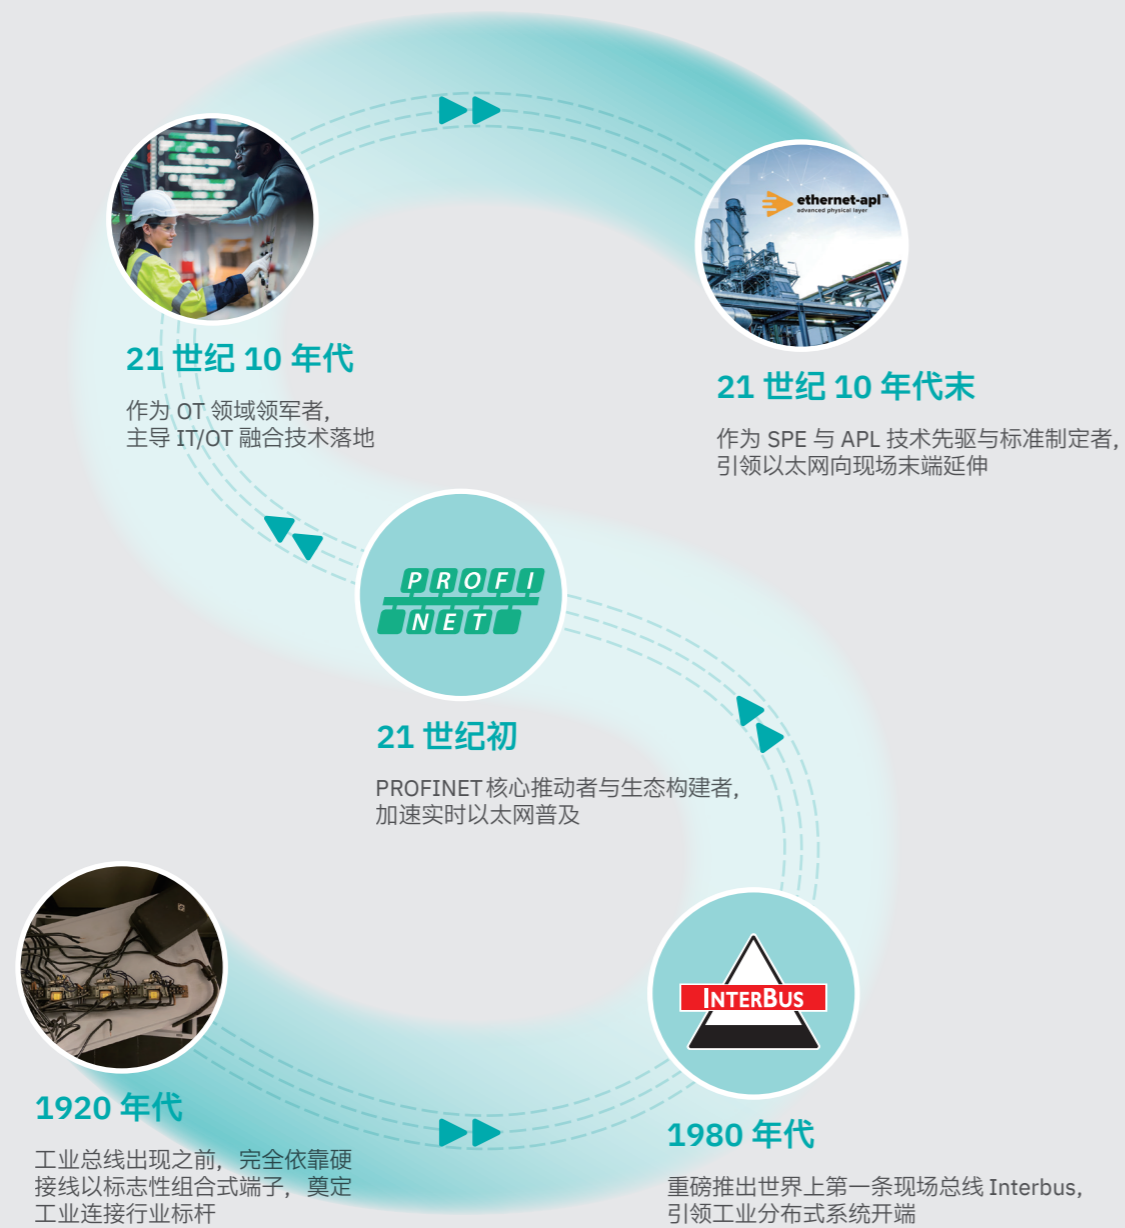 ethernet-apl™
advanced physical layer
21 世纪 10 年代
作为 OT 领域领军者,
主导 IT/OT 融合技术落地
21 世纪 10 年代末
作为 SPE 与 APL 技术先驱与标准制定者,
引领以太网向现场末端延伸
PROFI
NET
21 世纪初
PROFINET 核心推动者与生态构建者,
加速实时以太网普及
1920 年代
工业总线出现之前，完全依靠硬
接线以标志性组合式端子，奠定
工业连接行业标杆
INTERBUS
1980 年代
重磅推出世界上第一条现场总线 Interbus,
引领工业分布式系统开端